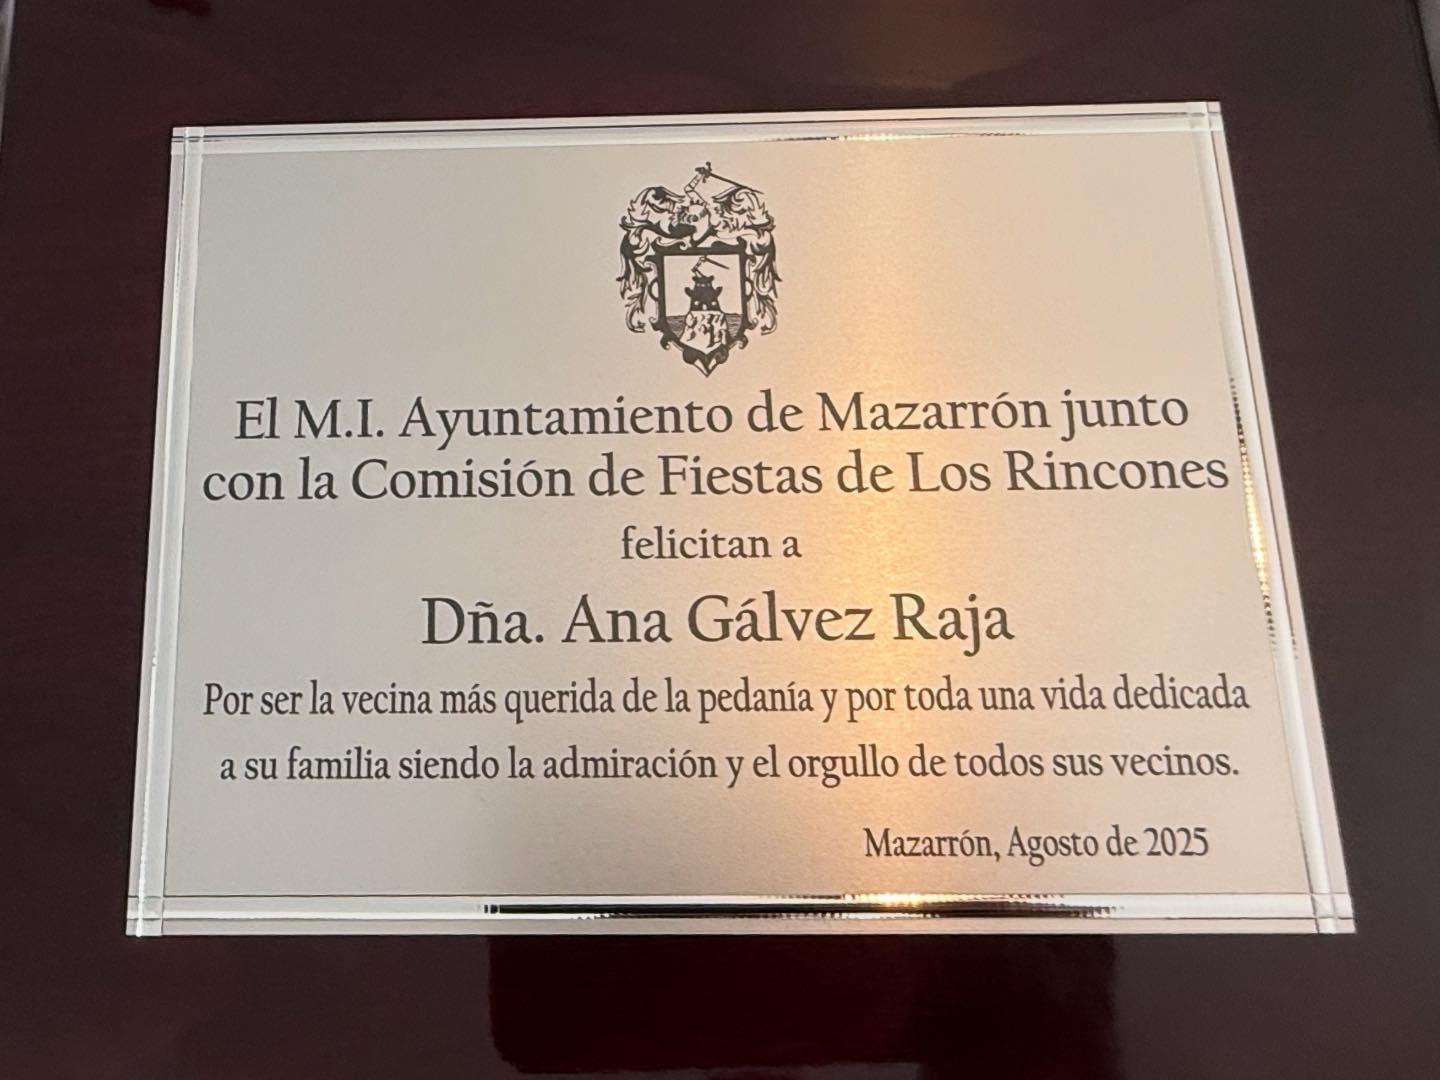 El M.I. Ayuntamiento de Mazarrón junto
con la Comisión de Fiestas de Los Rincones
felicitan a
Dña. Ana Gálvez Raja
Por ser la vecina más querida de la pedanía y por toda una vida dedicada
a su familia siendo la admiración y el orgullo de todos sus vecinos.
Mazarrón, Agosto de 2025